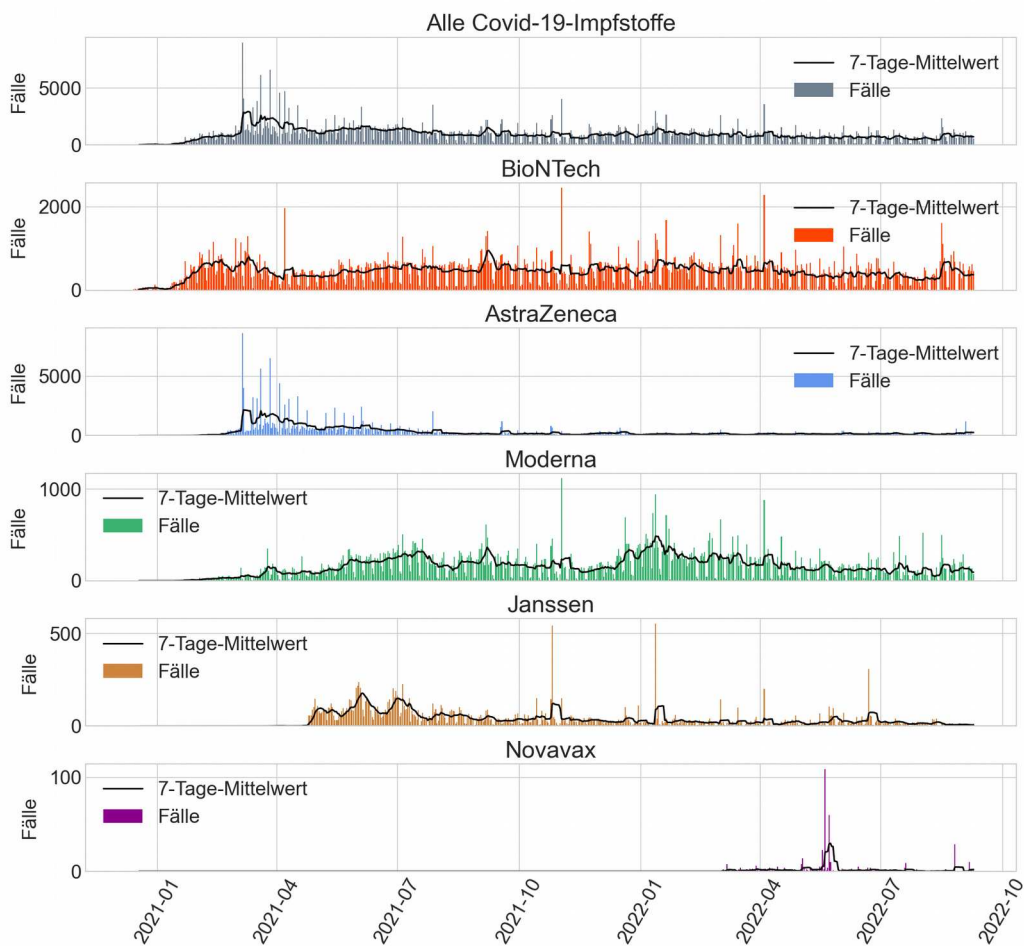 Alle Covid-19-Impfstoffe
Fälle
5000
0
7-Tage-Mittelwert
Fälle
BioNTech
Fälle
2000
0
7-Tage-Mittelwert
Fälle
AstraZeneca
Fälle
5000
0
7-Tage-Mittelwert
Fälle
Moderna
Fälle
1000
0
7-Tage-Mittelwert
Fälle
Janssen
Fälle
500
0
7-Tage-Mittelwert
Fälle
Novavax
Fälle
100
0
7-Tage-Mittelwert
Fälle
2021-01
2021-04
2021-07
2021-10
2022-01
2022-04
2022-07
2022-10